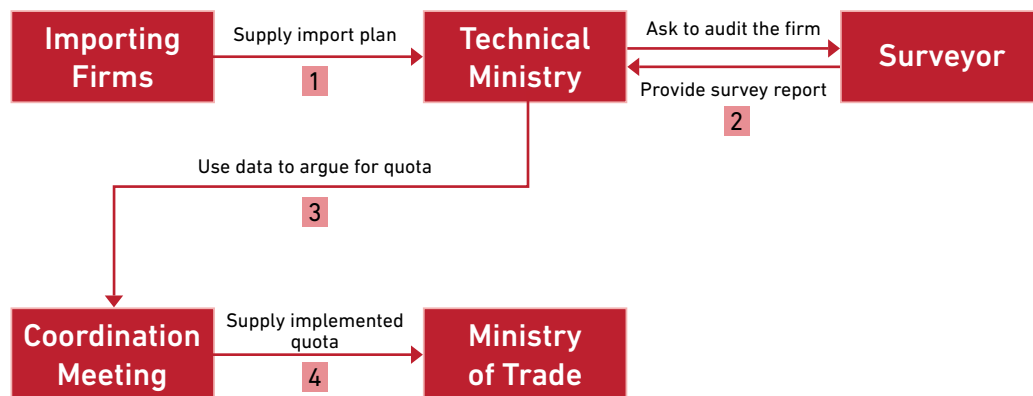 Importing
Firms
Supply import plan
1
Technical
Ministry
Ask to audit the firm
Provide survey report
2
Surveyor
Use data to argue for quota
3
Coordination
Meeting
Supply implemented
quota
4
Ministry
of Trade